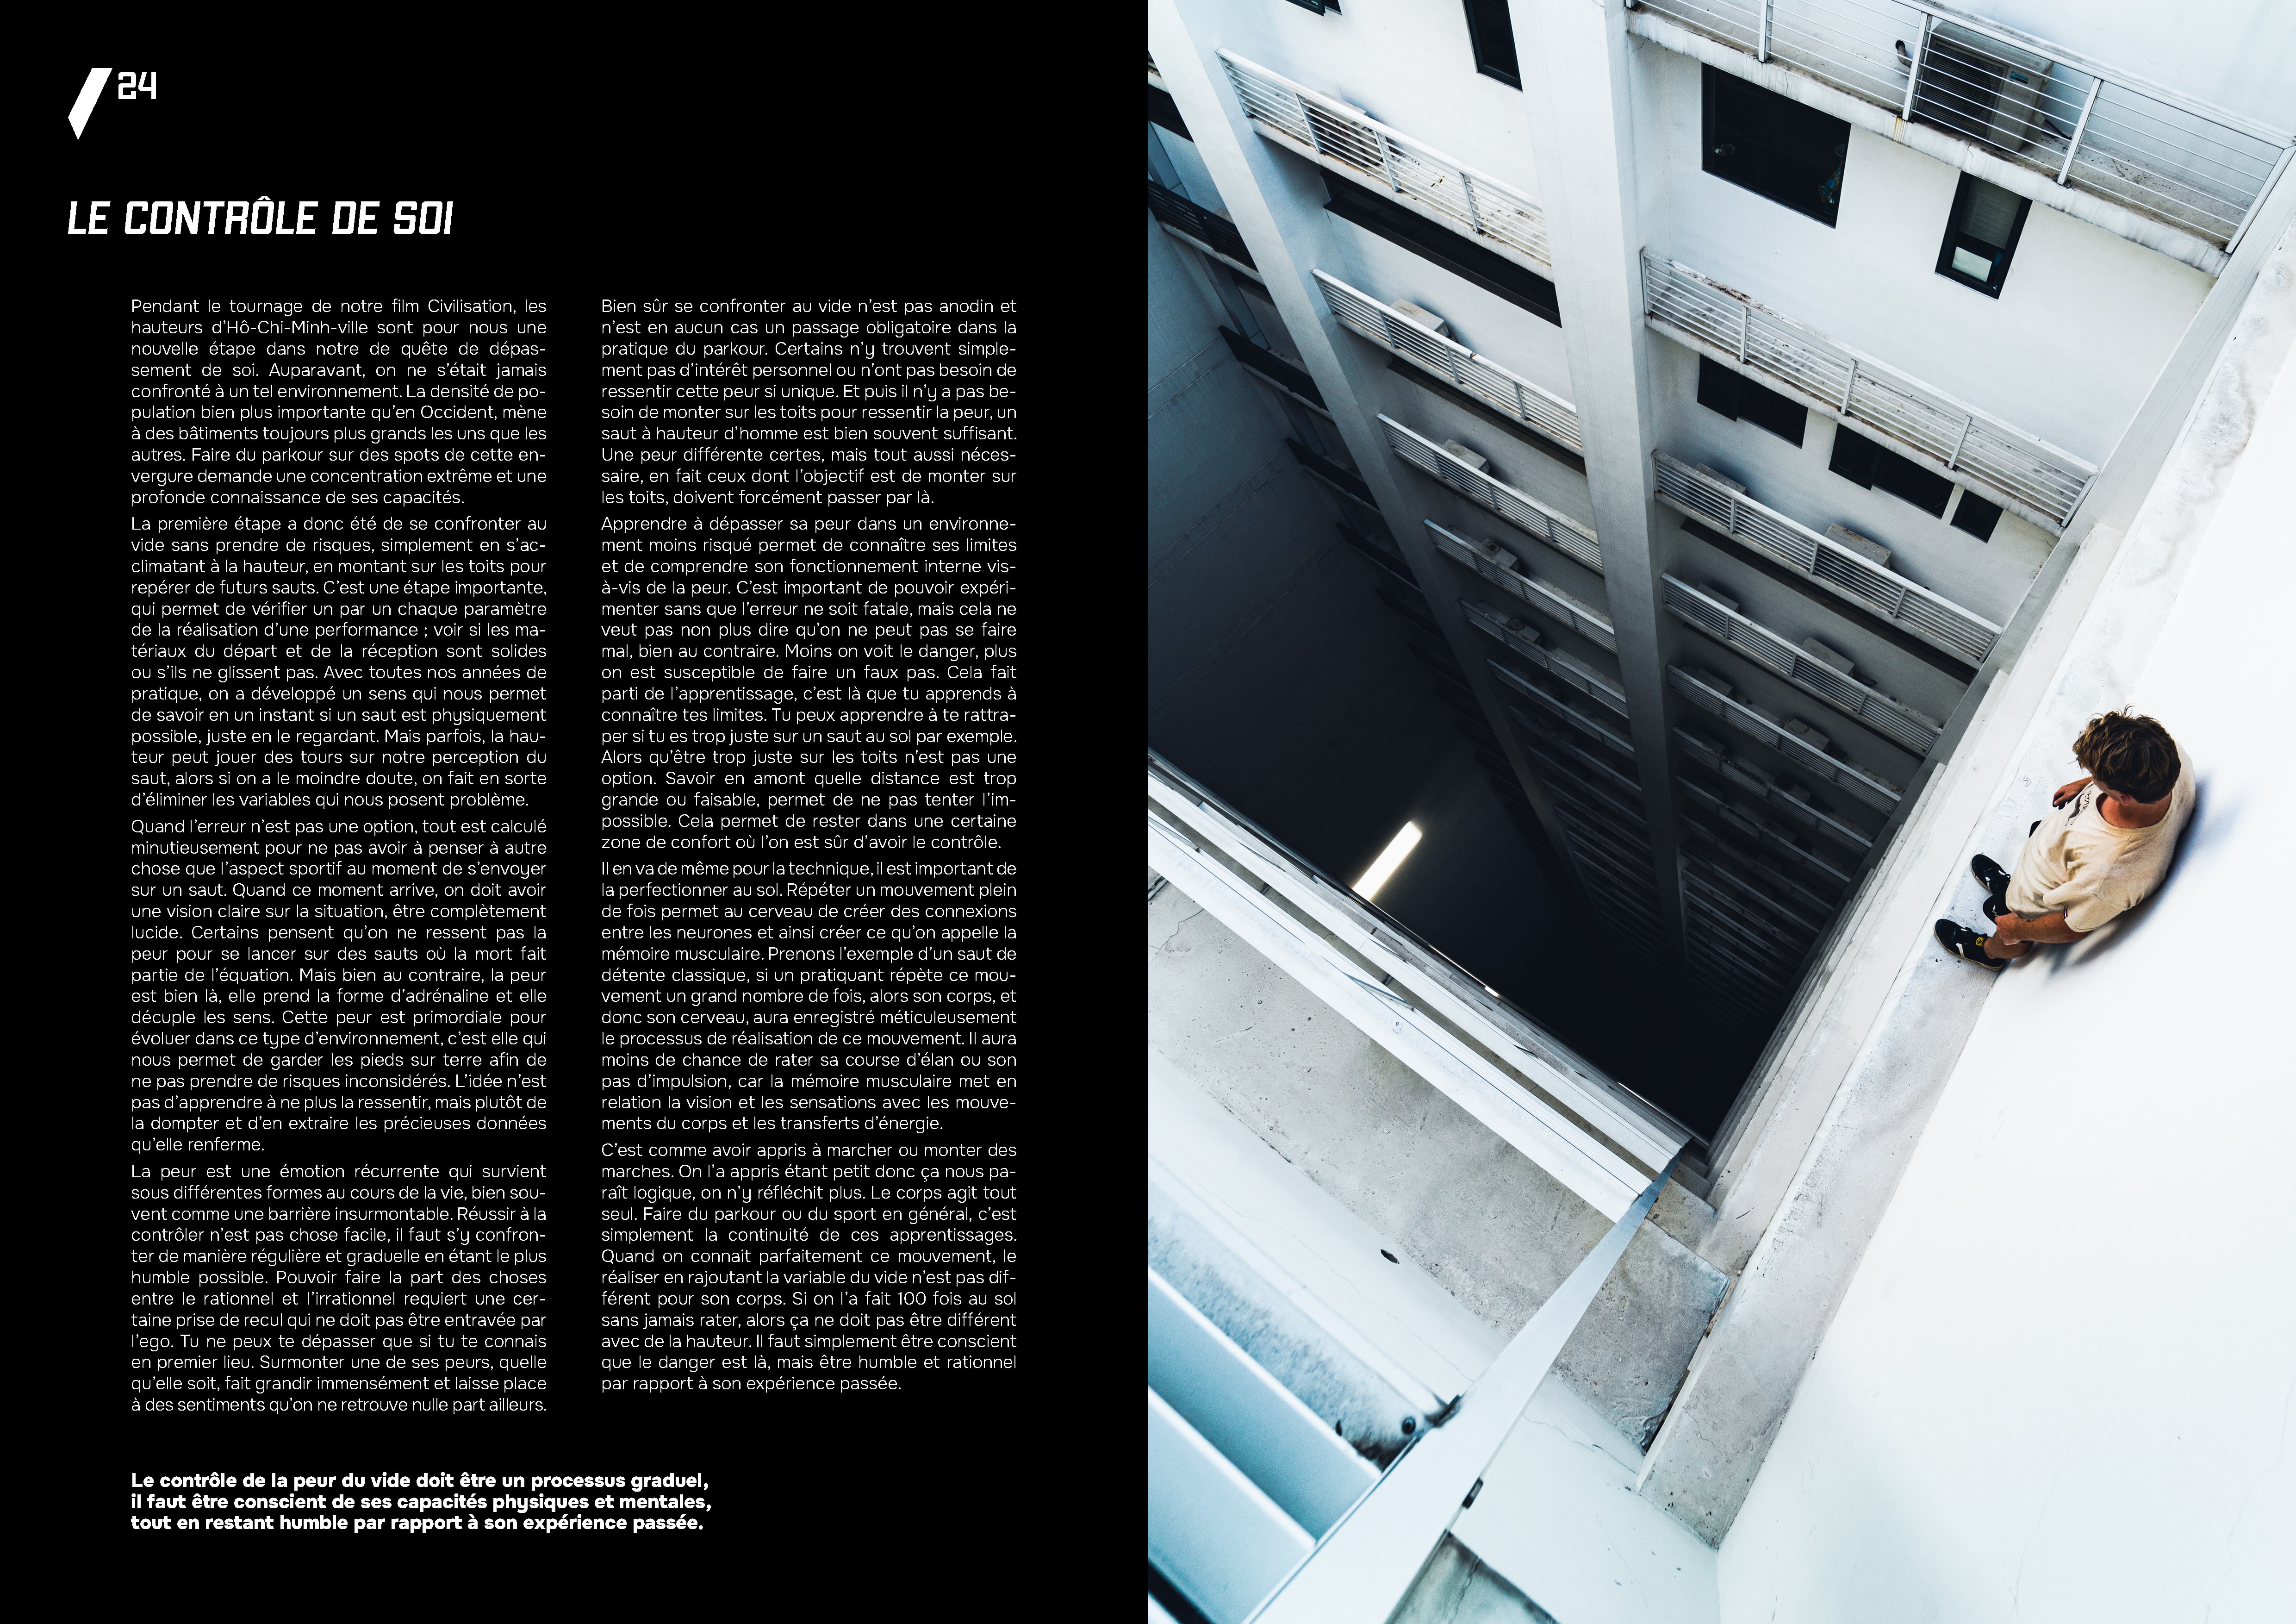 24
LE CONTRÔLE DE SOI
Pendant le tournage de notre film Civilisation, les
hauteurs d'Hô-Chi-Minh-ville sont pour nous une
nouvelle étape dans notre de quête de dépas-
sement de soi. Auparavant, on ne s'était jamais
confronté à un tel environnement. La densité de po-
pulation bien plus importante qu'en Occident, mène
à des bâtiments toujours plus grands les uns que les
autres. Faire du parkour sur des spots de cette en-
vergure demande une concentration extrême et une
profonde connaissance de ses capacités.
La première étape a donc été de se confronter au
vide sans prendre de risques, simplement en s'ac-
climatant à la hauteur, en montant sur les toits pour
repérer de futurs sauts. C'est une étape importante,
qui permet de vérifier un par un chaque paramètre
de la réalisation d'une performance ; voir si les ma-
tériaux du départ et de la réception sont solides
ou s'ils ne glissent pas. Avec toutes nos années de
pratique, on a développé un sens qui nous permet
de savoir en un instant si un saut est physiquement
possible, juste en le regardant. Mais parfois, la hau-
teur peut jouer des tours sur notre perception du
saut, alors si on a le moindre doute, on fait en sorte
d'éliminer les variables qui nous posent problème.
Quand l'erreur n'est pas une option, tout est calculé
minutieusement pour ne pas avoir à penser à autre
chose que l'aspect sportif au moment de s'envoyer
sur un saut. Quand ce moment arrive, on doit avoir
une vision claire sur la situation, être complètement
lucide. Certains pensent qu'on ne ressent pas la
peur pour se lancer sur des sauts où la mort fait
partie de l'équation. Mais bien au contraire, la peur
est bien là, elle prend la forme d'adrénaline et elle
décuple les sens. Cette peur est primordiale pour
évoluer dans ce type d'environnement, c'est elle qui
nous permet de garder les pieds sur terre afin de
ne pas prendre de risques inconsidérés. L'idée n'est
pas d'apprendre à ne plus la ressentir, mais plutôt de
la dompter et d'en extraire les précieuses données
qu'elle renferme.
La peur est une émotion récurrente qui survient
sous différentes formes au cours de la vie, bien sou-
vent comme une barrière insurmontable. Réussir à la
contrôler n'est pas chose facile, il faut s'y confron-
ter de manière régulière et graduelle en étant le plus
humble possible. Pouvoir faire la part des choses
entre le rationnel et l'irrationnel requiert une cer-
taine prise de recul qui ne doit pas être entravée par
l'ego. Tu ne peux te dépasser que si tu te connais
en premier lieu. Surmonter une de ses peurs, quelle
qu'elle soit, fait grandir immensément et laisse place
à des sentiments qu'on ne retrouve nulle part ailleurs.
Bien sûr se confronter au vide n'est pas anodin et
n'est en aucun cas un passage obligatoire dans la
pratique du parkour. Certains n'y trouvent simple-
ment pas d'intérêt personnel ou n'ont pas besoin de
ressentir cette peur si unique. Et puis il n'y a pas be-
soin de monter sur les toits pour ressentir la peur, un
saut à hauteur d'homme est bien souvent suffisant.
Une peur différente certes, mais tout aussi néces-
saire, en fait ceux dont l'objectif est de monter sur
les toits, doivent forcément passer par là.
Apprendre à dépasser sa peur dans un environne-
ment moins risqué permet de connaître ses limites
et de comprendre son fonctionnement interne vis-
à-vis de la peur. C'est important de pouvoir expéri-
menter sans que l'erreur ne soit fatale, mais cela ne
veut pas non plus dire qu'on ne peut pas se faire
mal, bien au contraire. Moins on voit le danger, plus
on est susceptible de faire un faux pas. Cela fait
parti de l'apprentissage, c'est là que tu apprends à
connaître tes limites. Tu peux apprendre à te rattra-
per si tu es trop juste sur un saut au sol par exemple.
Alors qu'être trop juste sur les toits n'est pas une
option. Savoir en amont quelle distance est trop
grande ou faisable, permet de ne pas tenter l'im-
possible. Cela permet de rester dans une certaine
zone de confort où l'on est sûr d'avoir le contrôle.
Il en va de même pour la technique, il est important de
la perfectionner au sol. Répéter un mouvement plein
de fois permet au cerveau de créer des connexions
entre les neurones et ainsi créer ce qu'on appelle la
mémoire musculaire. Prenons l'exemple d'un saut de
détente classique, si un pratiquant répète ce mou-
vement un grand nombre de fois, alors son corps, et
donc son cerveau, aura enregistré méticuleusement
le processus de réalisation de ce mouvement. Il aura
moins de chance de rater sa course d'élan ou son
pas d'impulsion, car la mémoire musculaire met en
relation la vision et les sensations avec les mouve-
ments du corps et les transferts d'énergie.
C'est comme avoir appris à marcher ou monter des
marches. On l'a appris étant petit donc ça nous pa-
raît logique, on n'y réfléchit plus. Le corps agit tout
seul. Faire du parkour ou du sport en général, c'est
simplement la continuité de ces apprentissages.
Quand on connait parfaitement ce mouvement, le
réaliser en rajoutant la variable du vide n'est pas dif-
férent pour son corps. Si on l'a fait 100 fois au sol
sans jamais rater, alors ça ne doit pas être différent
avec de la hauteur. Il faut simplement être conscient
que le danger est là, mais être humble et rationnel
par rapport à son expérience passée.
Le contrôle de la peur du vide doit être un processus graduel,
il faut être conscient de ses capacités physiques et mentales,
tout en restant humble par rapport à son expérience passée.